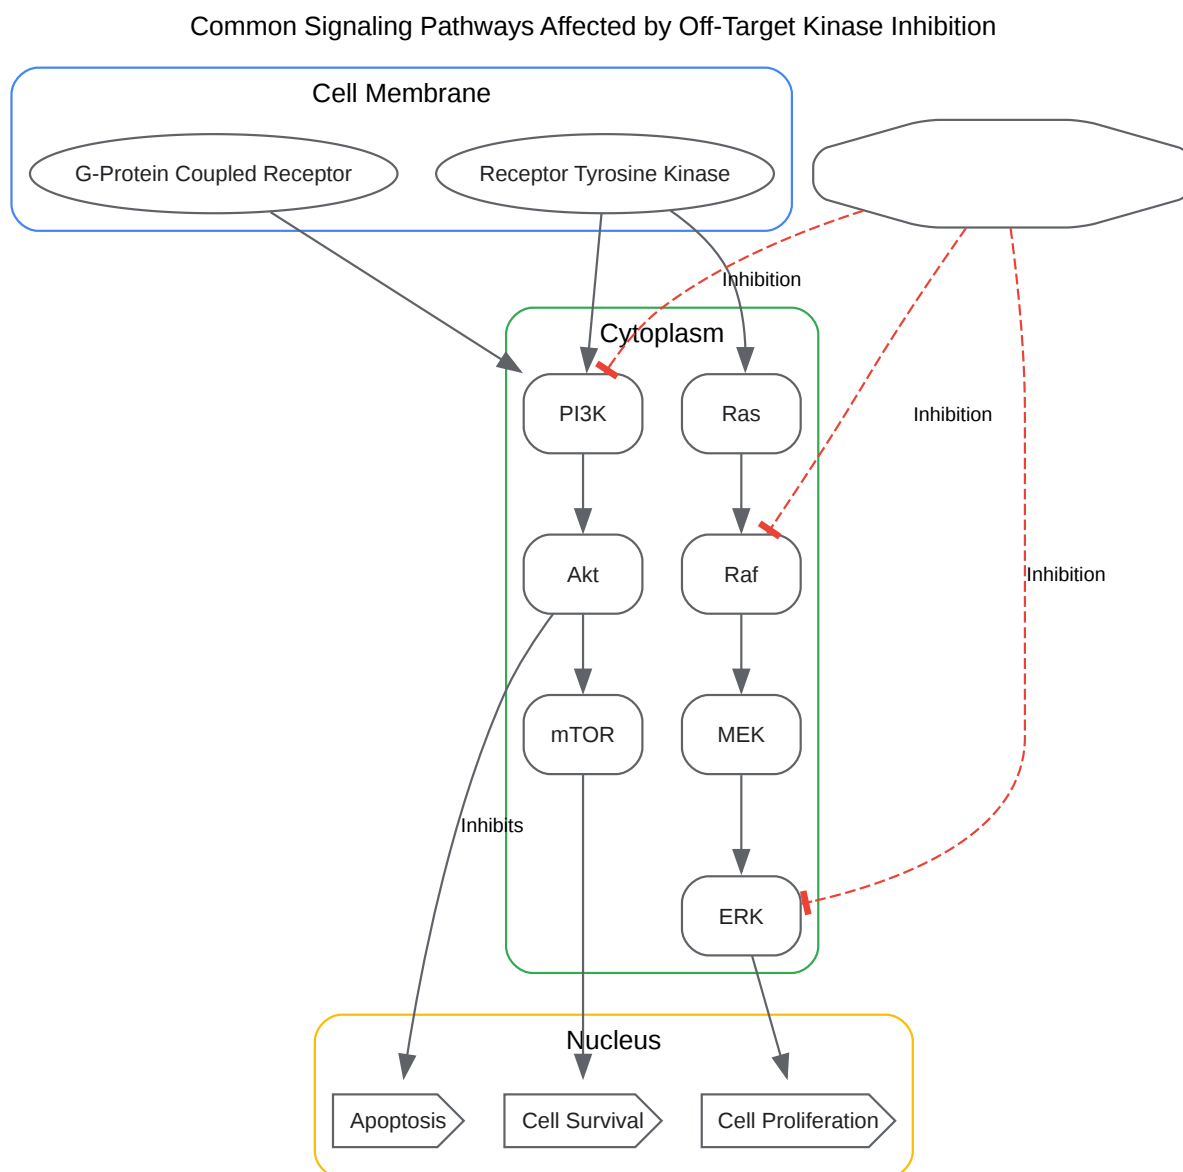 Common Signaling Pathways Affected by Off-Target Kinase Inhibition
Cell Membrane
G-Protein Coupled Receptor
Receptor Tyrosine Kinase
Inhibition
Cytoplasm
PI3K
Ras
Inhibition
Akt
Raf
Inhibition
mTOR
MEK
Inhibits
ERK
Nucleus
Apoptosis
Cell Survival
Cell Proliferation